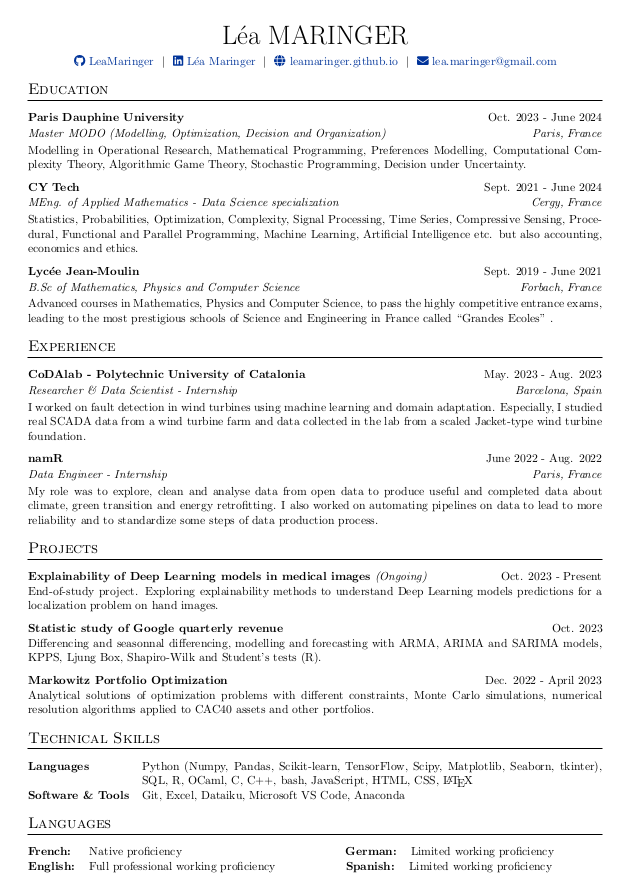 Léa MARINGER
LeaMaringer | Léa Maringer | leamaringer.github.io | lea.maringer@gmail.com
Education
Paris Dauphine University Oct. 2023 - June 2024
Master MODO (Modelling, Optimization, Decision and Organization) Paris, France
Modelling in Operational Research, Mathematical Programming, Preferences Modelling, Computational Com-
plexity Theory, Algorithmic Game Theory, Stochastic Programming, Decision under Uncertainty.
CY Tech Sept. 2021 - June 2024
MEng. of Applied Mathematics - Data Science specialization Cergy, France
Statistics, Probabilities, Optimization, Complexity, Signal Processing, Time Series, Compressive Sensing, Proce-
dural, Functional and Parallel Programming, Machine Learning, Artificial Intelligence etc. but also accounting,
economics and ethics.
Lycée Jean-Moulin Sept. 2019 - June 2021
B.Sc of Mathematics, Physics and Computer Science Forbach, France
Advanced courses in Mathematics, Physics and Computer Science, to pass the highly competitive entrance exams,
leading to the most prestigious schools of Science and Engineering in France called “Grandes Ecoles” .
Experience
CoDAlab - Polytechnic University of Catalonia May. 2023 - Aug. 2023
Researcher & Data Scientist - Internship Barcelona, Spain
I worked on fault detection in wind turbines using machine learning and domain adaptation. Especially, I studied
real SCADA data from a wind turbine farm and data collected in the lab from a scaled Jacket-type wind turbine
foundation.
namR June 2022 - Aug. 2022
Data Engineer - Internship Paris, France
My role was to explore, clean and analyse data from open data to produce useful and completed data about
climate, green transition and energy retrofitting. I also worked on automating pipelines on data to lead to more
reliability and to standardize some steps of data production process.
Projects
Explainability of Deep Learning models in medical images (Ongoing) Oct. 2023 - Present
End-of-study project. Exploring explainability methods to understand Deep Learning models predictions for a
localization problem on hand images.
Statistic study of Google quarterly revenue Oct. 2023
Differencing and seasonnal differencing, modelling and forecasting with ARMA, ARIMA and SARIMA models,
KPPS, Ljung Box, Shapiro-Wilk and Student's tests (R).
Markowitz Portfolio Optimization Dec. 2022 - April 2023
Analytical solutions of optimization problems with different constraints, Monte Carlo simulations, numerical
resolution algorithms applied to CAC40 assets and other portfolios.
Technical Skills
Languages Python (Numpy, Pandas, Scikit-learn, TensorFlow, Scipy, Matplotlib, Seaborn, tkinter),
SQL, R, OCaml, C, C++, bash, JavaScript, HTML, CSS, LATEX
Software & Tools Git, Excel, Dataiku, Microsoft VS Code, Anaconda
Languages
French: Native proficiency German: Limited working proficiency
English: Full professional working proficiency Spanish: Limited working proficiency